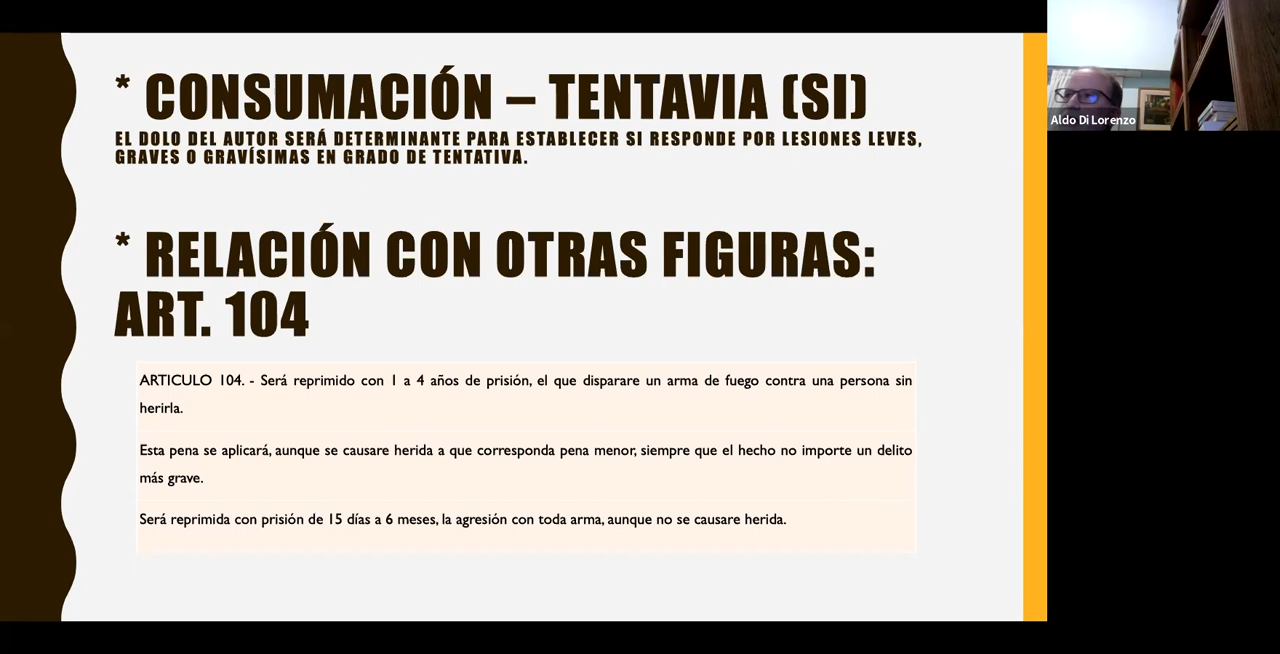 * CONSUMACIÓN – TENTAVIA (SI)
EL DOLO DEL AUTOR SERÁ DETERMINANTE PARA ESTABLECER SI RESPONDE POR LESIONES LEVES,
GRAVES O GRAVÍSIMAS EN GRADO DE TENTATIVA.
* RELACIÓN CON OTRAS FIGURAS:
ART. 104
ARTICULO 104. - Será reprimido con 1 a 4 años de prisión, el que disparare un arma de fuego contra una persona sin
herirla.
Esta pena se aplicará, aunque se causare herida a que corresponda pena menor, siempre que el hecho no importe un delito
más grave.
Será reprimida con prisión de 15 días a 6 meses, la agresión con toda arma, aunque no se causare herida.
Aldo Di Lorenzo